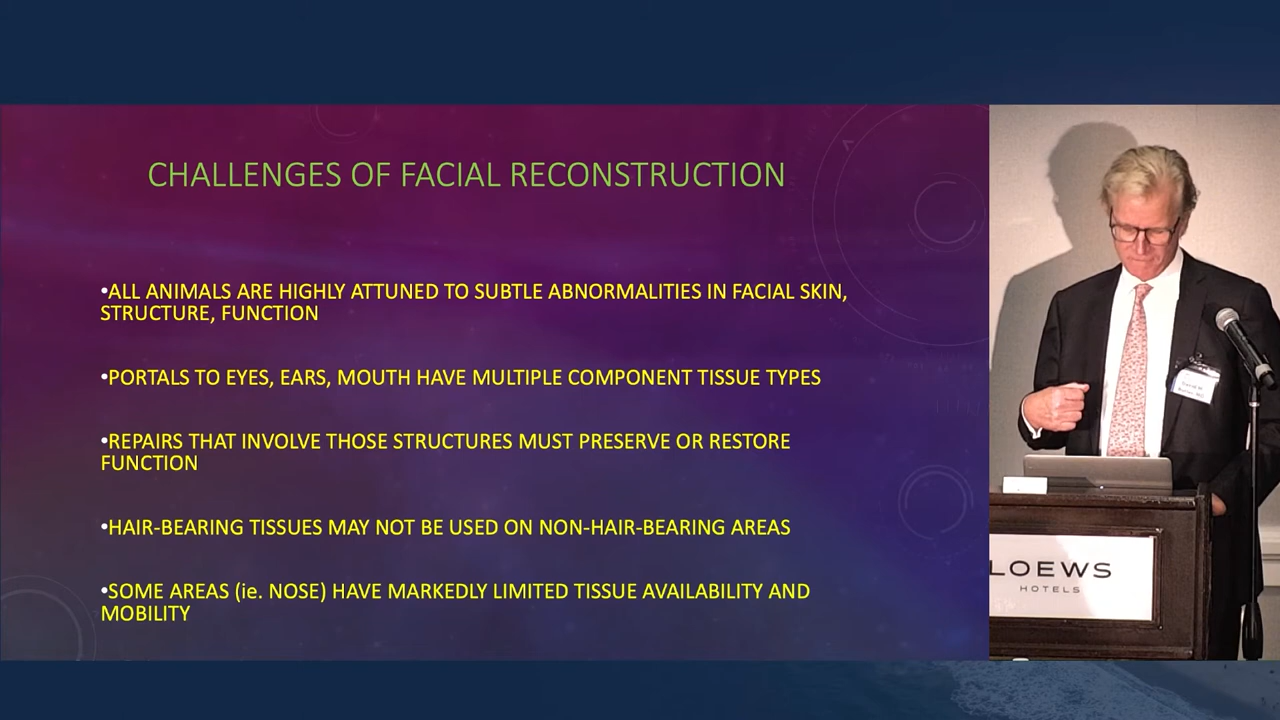 CHALLENGES OF FACIAL RECONSTRUCTION
•ALL ANIMALS ARE HIGHLY ATTUNED TO SUBTLE ABNORMALITIES IN FACIAL SKIN,
STRUCTURE, FUNCTION
•PORTALS TO EYES, EARS, MOUTH HAVE MULTIPLE COMPONENT TISSUE TYPES
•REPAIRS THAT INVOLVE THOSE STRUCTURES MUST PRESERVE OR RESTORE
FUNCTION
•HAIR-BEARING TISSUES MAY NOT BE USED ON NON-HAIR-BEARING AREAS
•SOME AREAS (ie. NOSE) HAVE MARKEDLY LIMITED TISSUE AVAILABILITY AND
MOBILITY
LOEWS
HOTELS